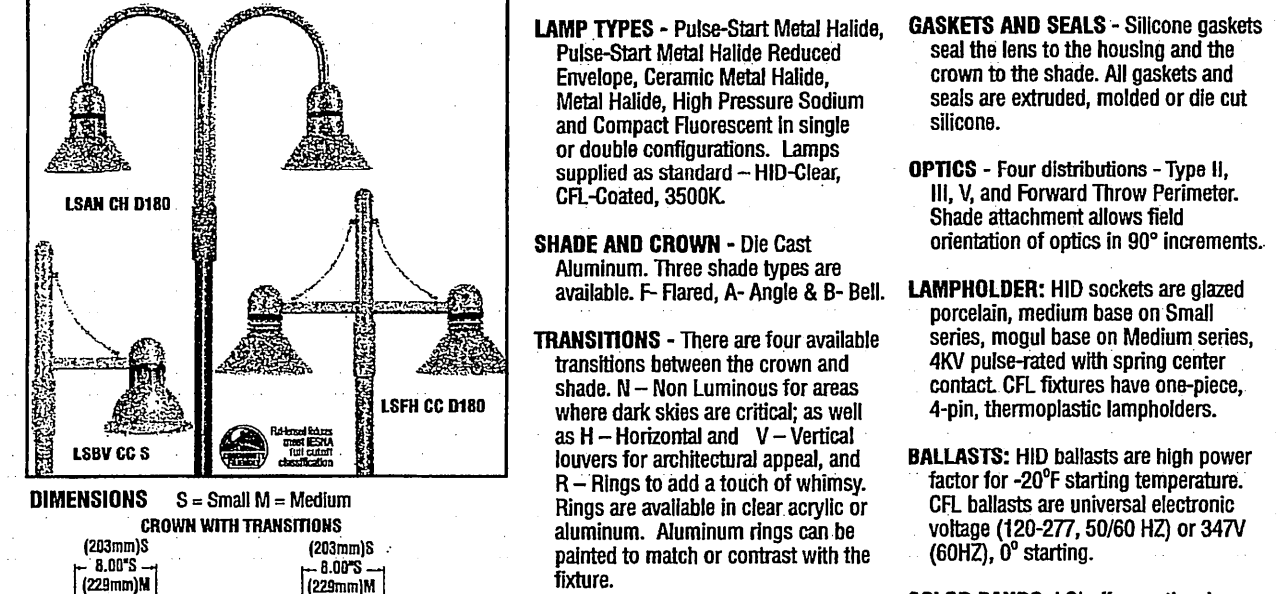 LSAN CH D180
LSBV CC S
LSFH CC D180
Flat-lensed fixtures
meet IESNA
full cutoff
classification
DIMENSIONS S = Small M = Medium
CROWN WITH TRANSITIONS
(203mm)S
8.00"S
(229mm)M
(203mm)S
8.00"S
(229mm)M
LAMP TYPES - Pulse-Start Metal Halide,
Pulse-Start Metal Halide Reduced
Envelope, Ceramic Metal Halide,
Metal Halide, High Pressure Sodium
and Compact Fluorescent in single
or double configurations. Lamps
supplied as standard – HID-Clear,
CFL-Coated, 3500K.
SHADE AND CROWN - Die Cast
Aluminum. Three shade types are
available. F- Flared, A- Angle & B- Bell.
TRANSITIONS - There are four available
transitions between the crown and
shade. N – Non Luminous for areas
where dark skies are critical; as well
as H – Horizontal and V – Vertical
louvers for architectural appeal, and
R – Rings to add a touch of whimsy.
Rings are available in clear acrylic or
aluminum. Aluminum rings can be
painted to match or contrast with the
fixture.
GASKETS AND SEALS - Silicone gaskets
seal the lens to the housing and the
crown to the shade. All gaskets and
seals are extruded, molded or die cut
silicone.
OPTICS - Four distributions - Type II,
III, V, and Forward Throw Perimeter.
Shade attachment allows field
orientation of optics in 90° increments.
LAMPHOLDER: HID sockets are glazed
porcelain, medium base on Small
series, mogul base on Medium series,
4KV pulse-rated with spring center
contact. CFL fixtures have one-piece,
4-pin, thermoplastic lampholders.
BALLASTS: HID ballasts are high power
factor for -20°F starting temperature.
CFL ballasts are universal electronic
voltage (120-277, 50/60 HZ) or 347V
(60HZ), 0° starting.